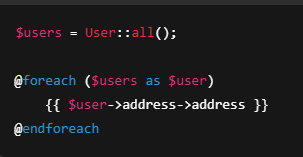 $users = User::all();
@foreach ($users as $user)
{{ $user->address->address }}
@endforeach